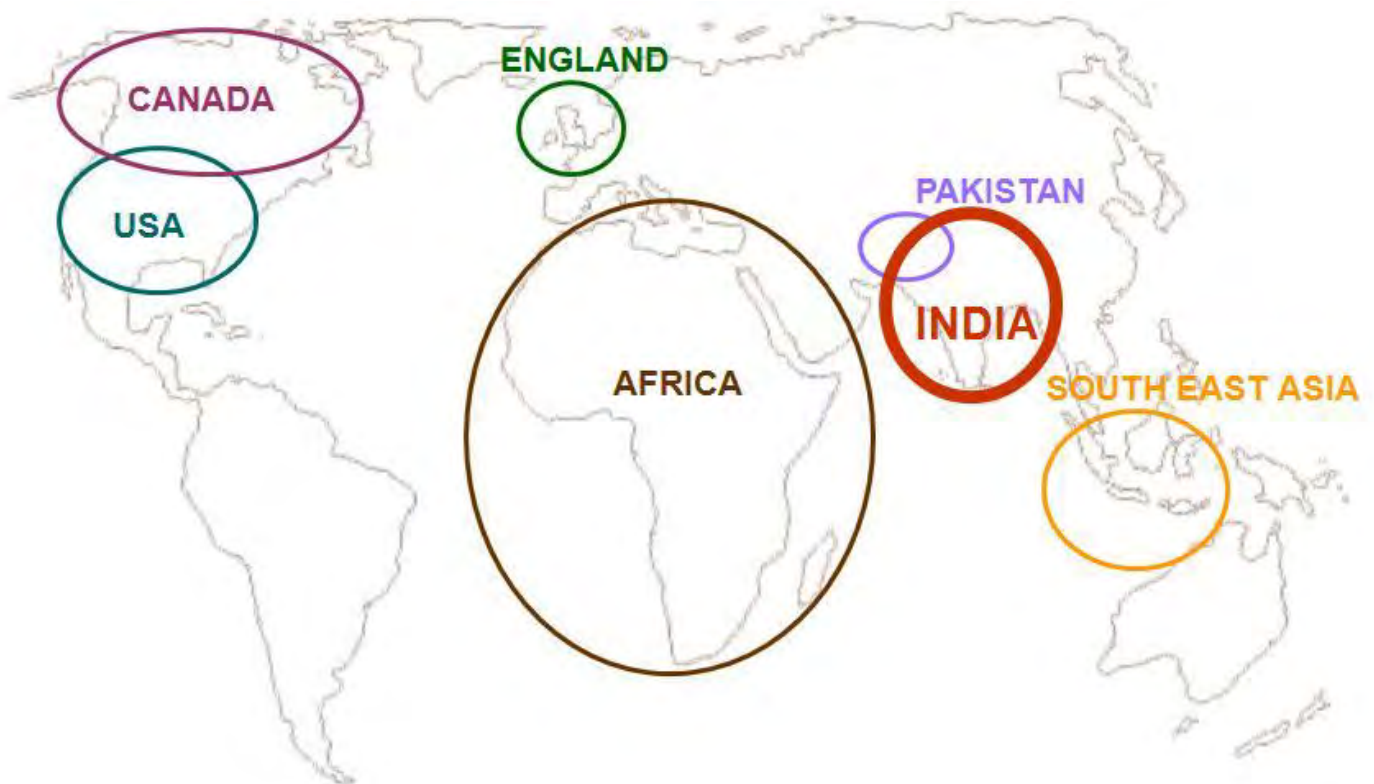 ENGLAND
CANADA
PAKISTAN
USA
INDIA
AFRICA
SOUTH EAST ASIA